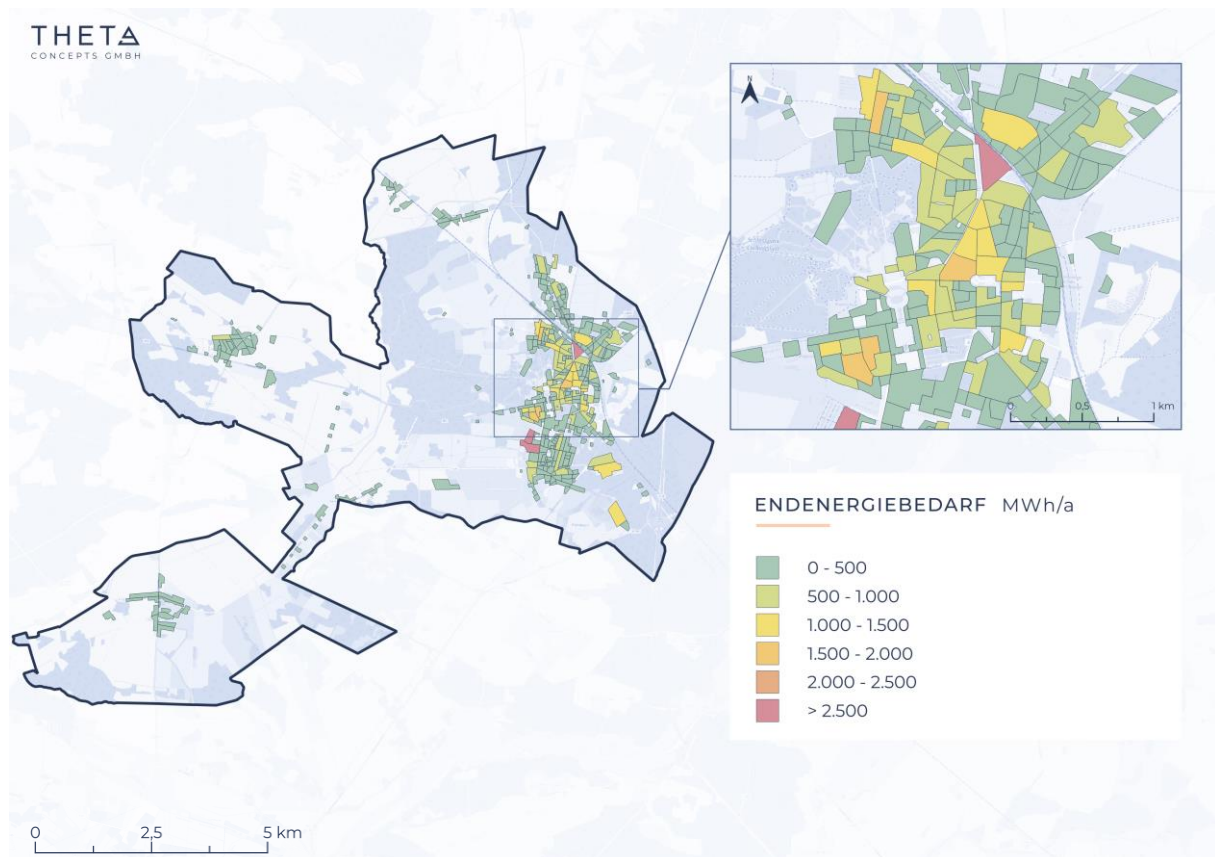 THETA
CONCEPTS GMBH
N
0 0,5 1 km
ENDENERGIEBEDARF MWh/a
0 - 500
500 - 1.000
1.000 - 1.500
1.500 - 2.000
2.000 - 2.500
> 2.500
0 2,5 5 km